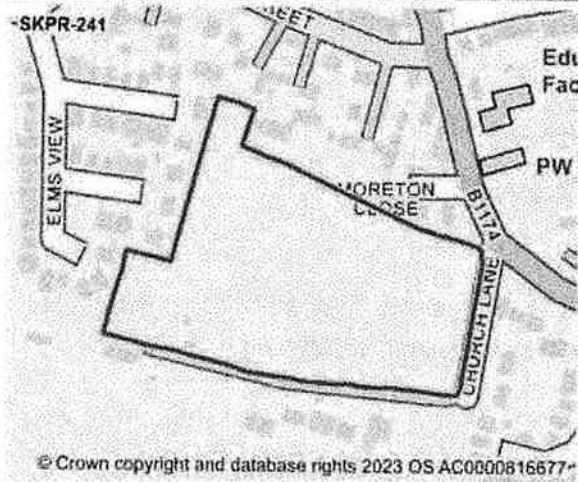 -SKPR-241
REET
Edu
Fac
PW
ELMS VIEW
MORETON
CLOSE
B1174
CHURCH LANE
© Crown copyright and database rights 2023 OS AC0000816677